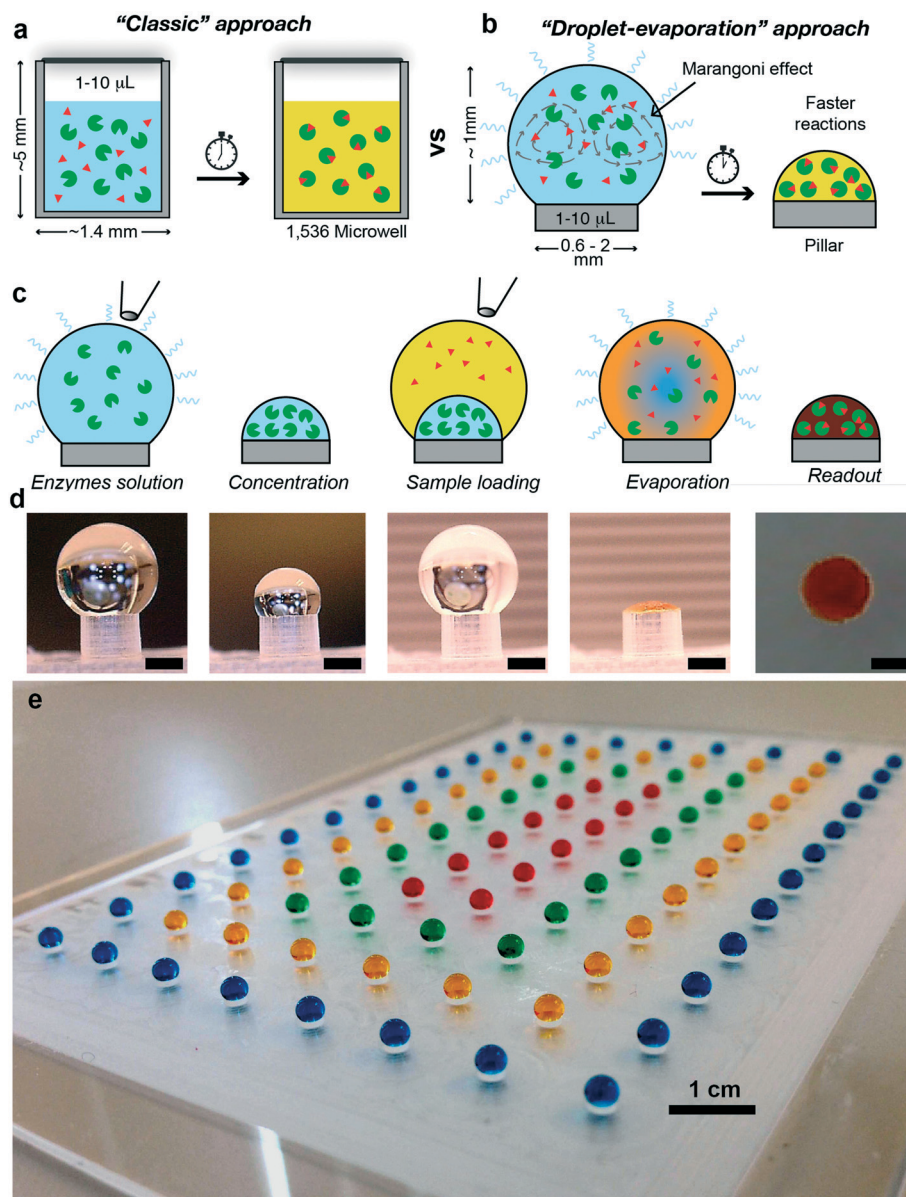 "Classic" approach
"Droplet-evaporation" approach
a
1-10 μL
~5 mm
~1.4 mm
1,536 Microwell
vs
b
Marangoni effect
~ 1mm
1-10 μL
0.6 - 2
mm
Faster
reactions
Pillar
c
Enzymes solution
Concentration
Sample loading
Evaporation
Readout
d
e
1 cm